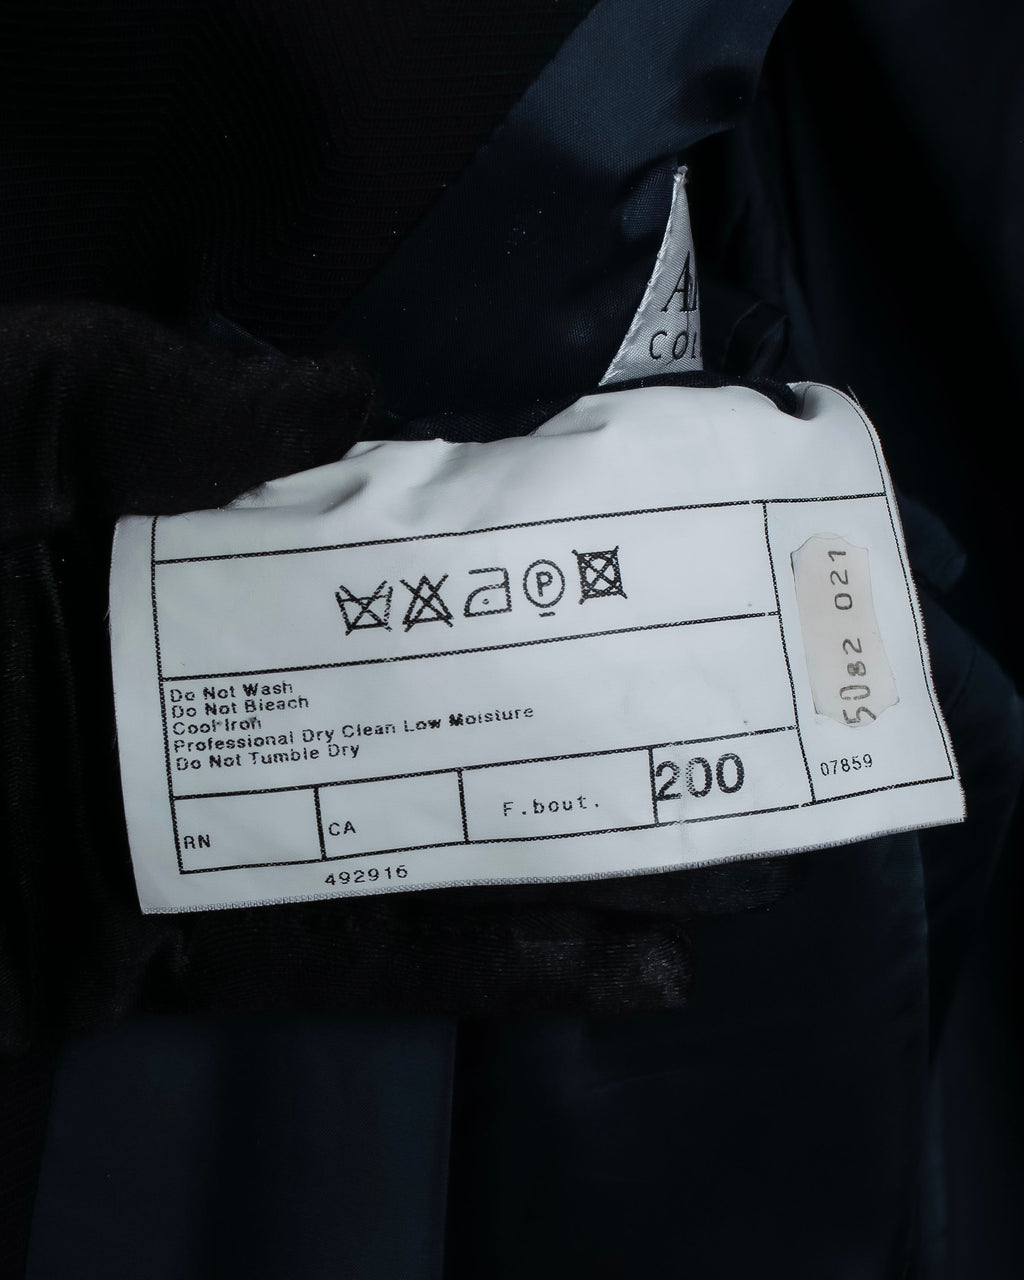 COL
P
5082 021
Do Not Wash
Do Not Bleach
Cool Iron
Professional Dry Clean Low Moisture
Do Not Tumble Dry
RN
CA
F.bout.
200
07859
492916